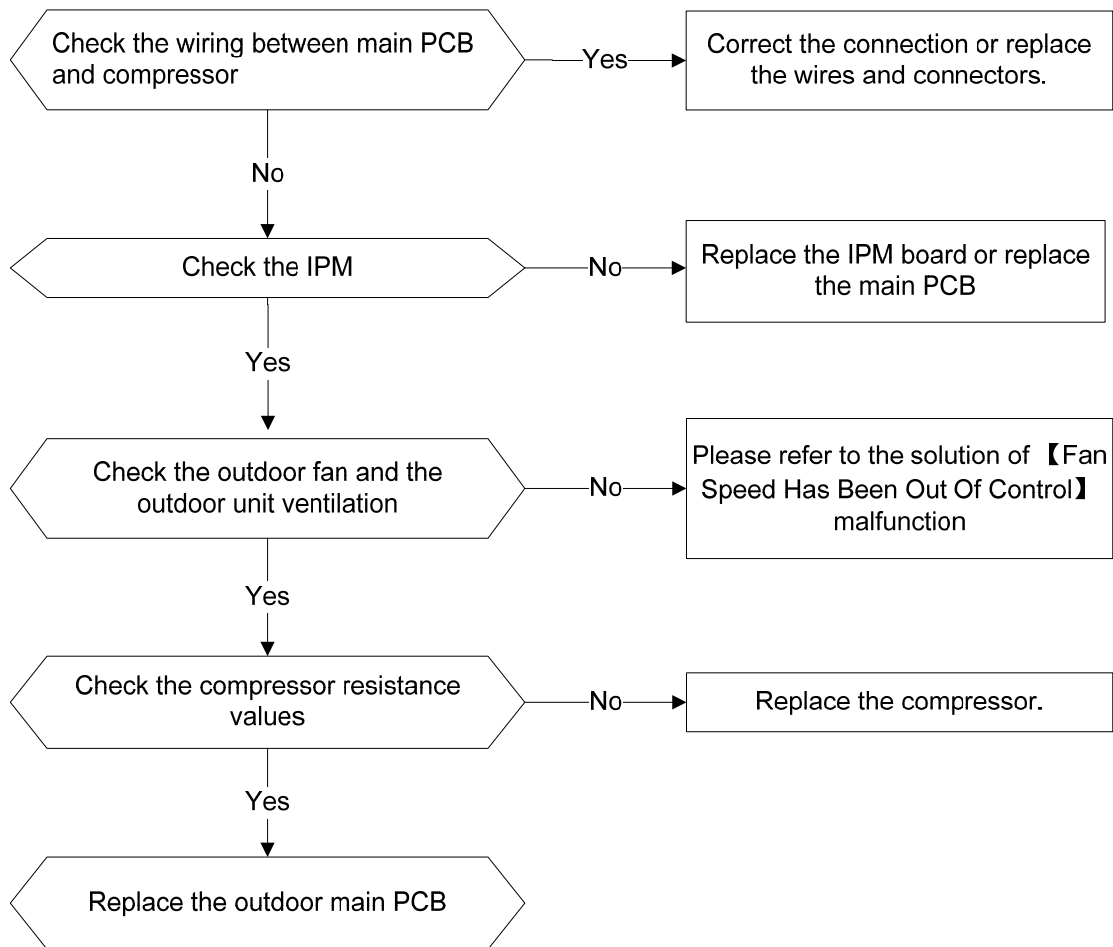 Check the wiring between main PCB
and compressor
Yes
Correct the connection or replace
the wires and connectors.
No
Check the IPM
No
Replace the IPM board or replace
the main PCB
Yes
Check the outdoor fan and the
outdoor unit ventilation
No
Please refer to the solution of 【Fan
Speed Has Been Out Of Control】
malfunction
Yes
Check the compressor resistance
values
No
Replace the compressor.
Yes
Replace the outdoor main PCB